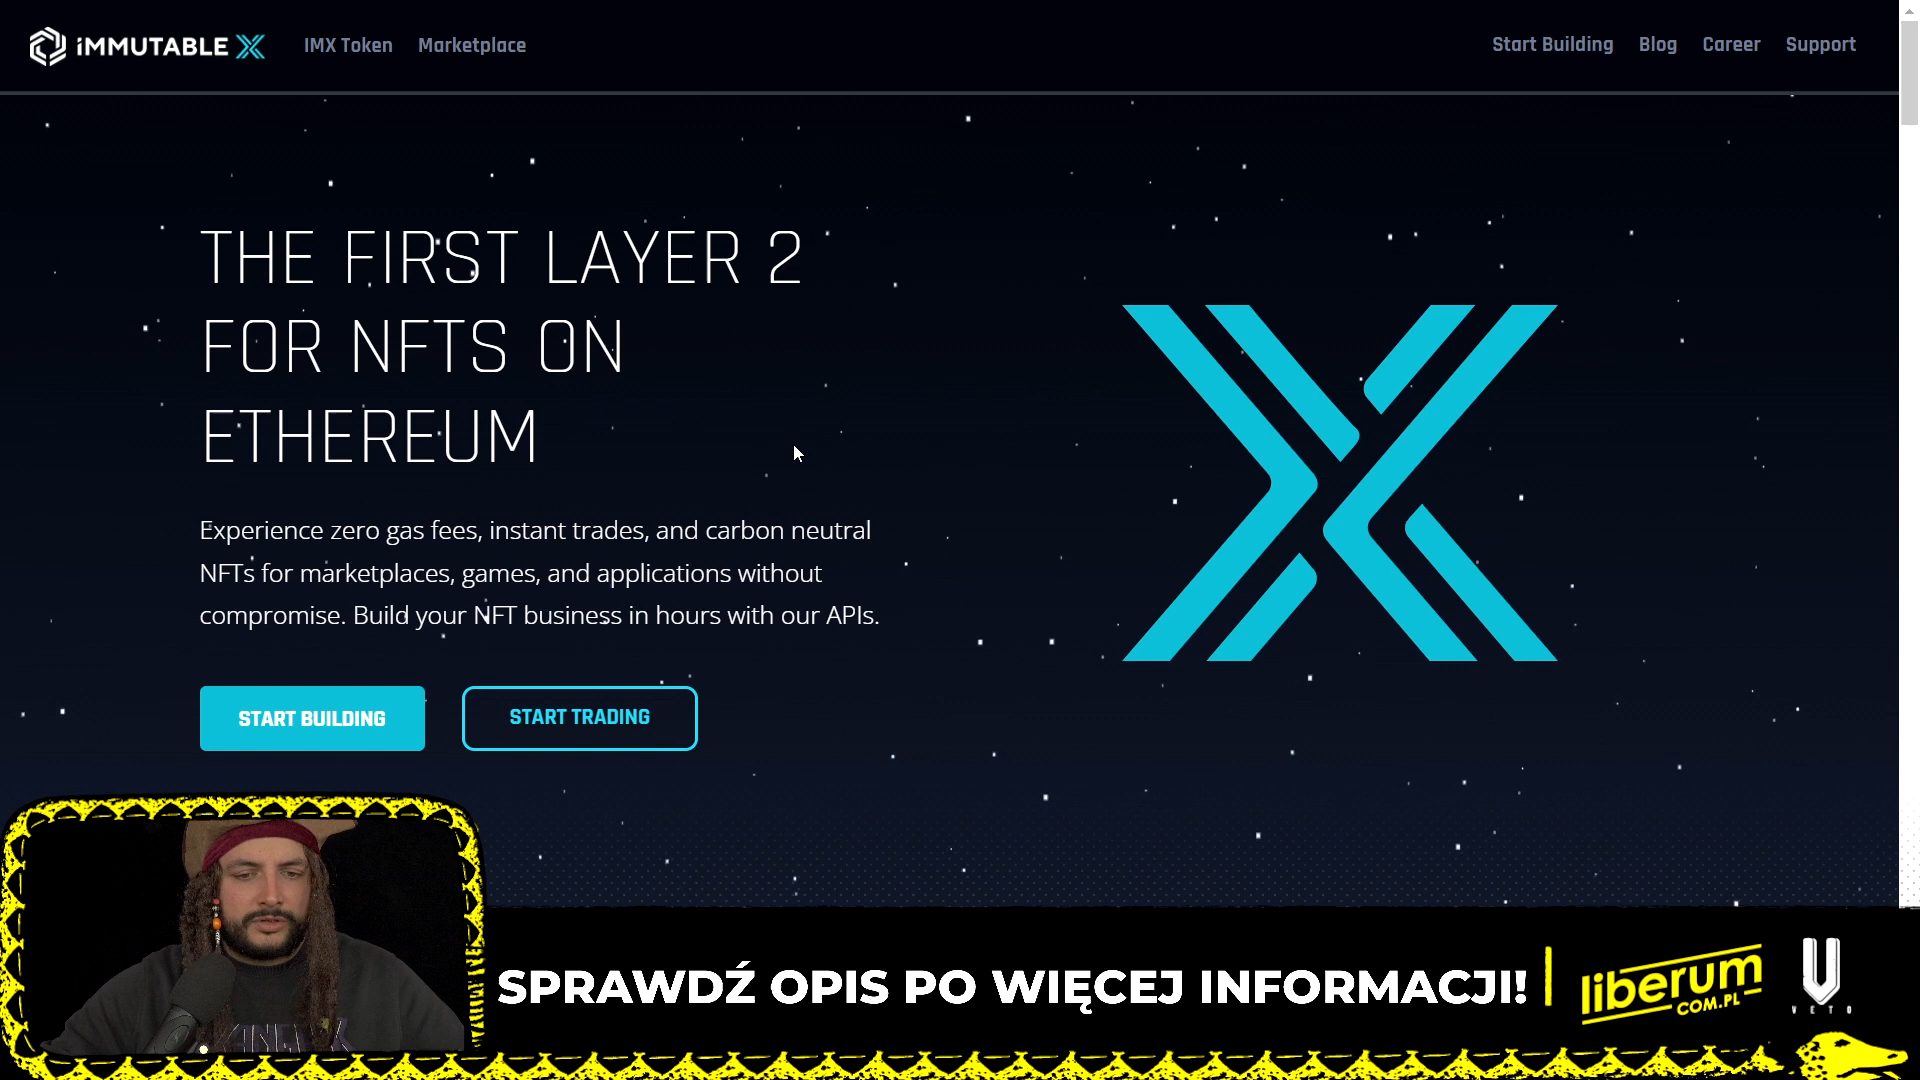 iMMUTABLE X
IMX Token
Marketplace
Start Building
Blog
Career
Support
THE FIRST LAYER 2
FOR NFTS ON
ETHEREUM
Experience zero gas fees, instant trades, and carbon neutral
NFTs for marketplaces, games, and applications without
compromise. Build your NFT business in hours with our APIs.
START BUILDING
START TRADING
SPRAWDŹ OPIS PO WIĘCEJ INFORMACJI!
liberum
COM.PL
VETO